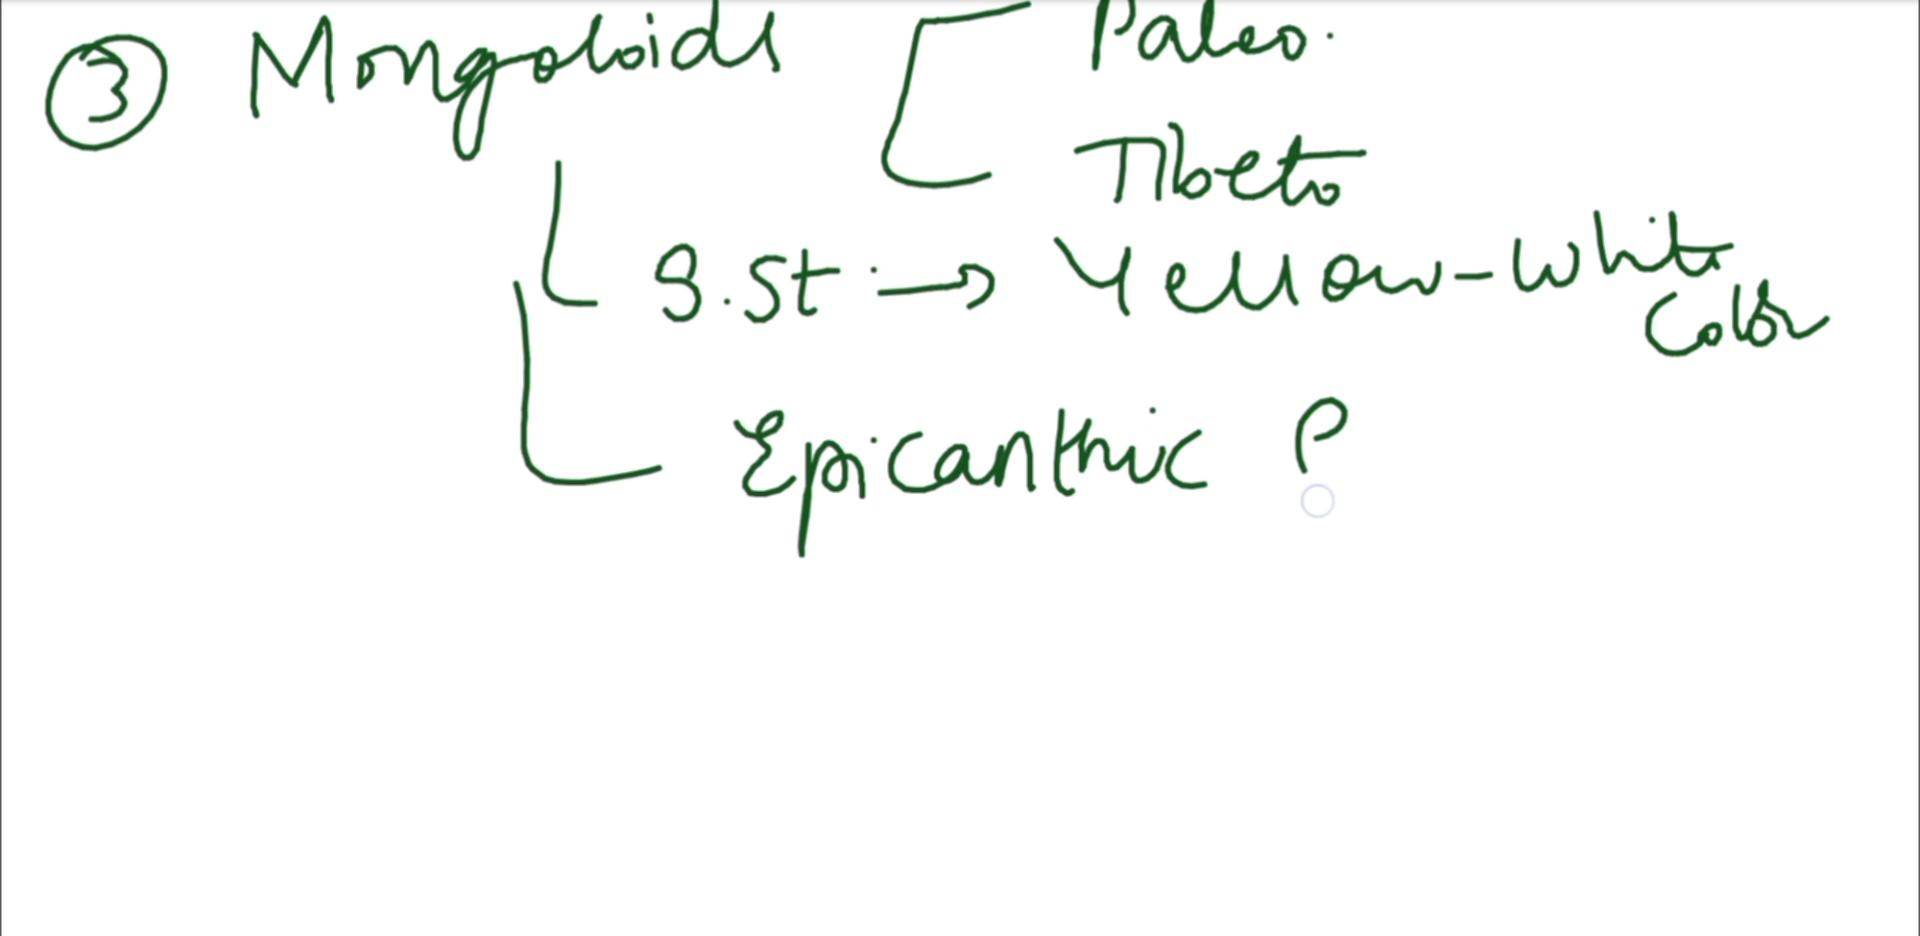 ③ Mongoloids Paleo.
Tibeto
S.St. → Yellow-White
Color
Epicanthic